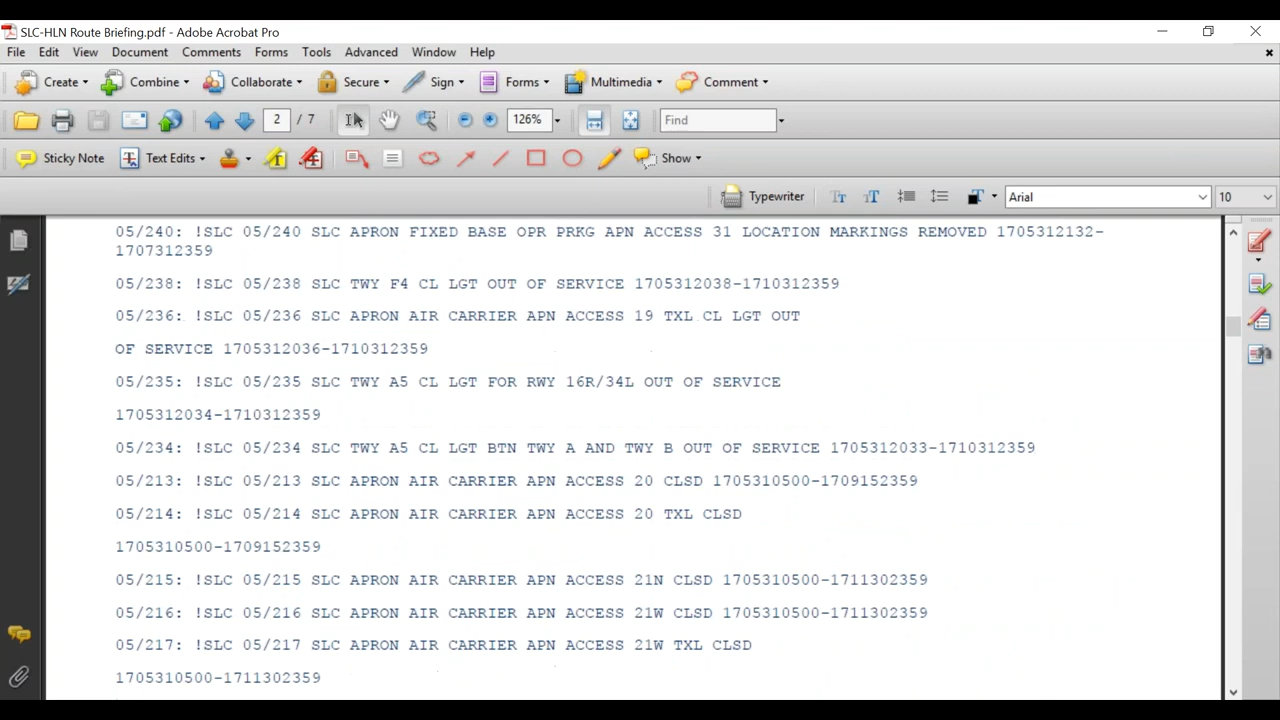 SLC-HLN Route Briefing.pdf - Adobe Acrobat Pro
File Edit View Document Comments Forms Tools Advanced Window Help
Create Combine Collaborate Secure Sign Forms Multimedia Comment
2 / 7 126% Find
Sticky Note Text Edits Show
Typewriter Arial 10
05/240: !SLC 05/240 SLC APRON FIXED BASE OPR PRKG APN ACCESS 31 LOCATION MARKINGS REMOVED 1705312132-
1707312359
05/238: !SLC 05/238 SLC TWY F4 CL LGT OUT OF SERVICE 1705312038-1710312359
05/236: !SLC 05/236 SLC APRON AIR CARRIER APN ACCESS 19 TXL CL LGT OUT
OF SERVICE 1705312036-1710312359
05/235: !SLC 05/235 SLC TWY A5 CL LGT FOR RWY 16R/34L OUT OF SERVICE
1705312034-1710312359
05/234: !SLC 05/234 SLC TWY A5 CL LGT BTN TWY A AND TWY B OUT OF SERVICE 1705312033-1710312359
05/213: !SLC 05/213 SLC APRON AIR CARRIER APN ACCESS 20 CLSD 1705310500-1709152359
05/214: !SLC 05/214 SLC APRON AIR CARRIER APN ACCESS 20 TXL CLSD
1705310500-1709152359
05/215: !SLC 05/215 SLC APRON AIR CARRIER APN ACCESS 21N CLSD 1705310500-1711302359
05/216: !SLC 05/216 SLC APRON AIR CARRIER APN ACCESS 21W CLSD 1705310500-1711302359
05/217: !SLC 05/217 SLC APRON AIR CARRIER APN ACCESS 21W TXL CLSD
1705310500-1711302359